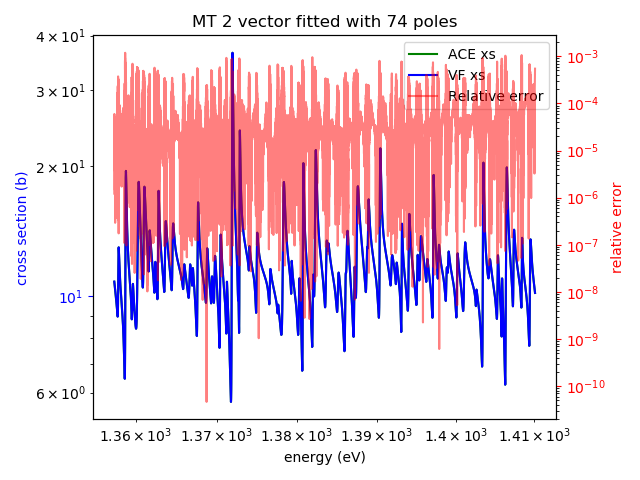 MT 2 vector fitted with 74 poles
ACE xs
VF xs
Relative error
cross section (b)
4 × 10¹
3 × 10¹
2 × 10¹
10¹
6 × 10⁰
10⁻³
10⁻⁴
10⁻⁵
10⁻⁶
10⁻⁷
10⁻⁸
10⁻⁹
10⁻¹⁰
relative error
1.36 × 10³ 1.37 × 10³ 1.38 × 10³ 1.39 × 10³ 1.4 × 10³ 1.41 × 10³
energy (eV)